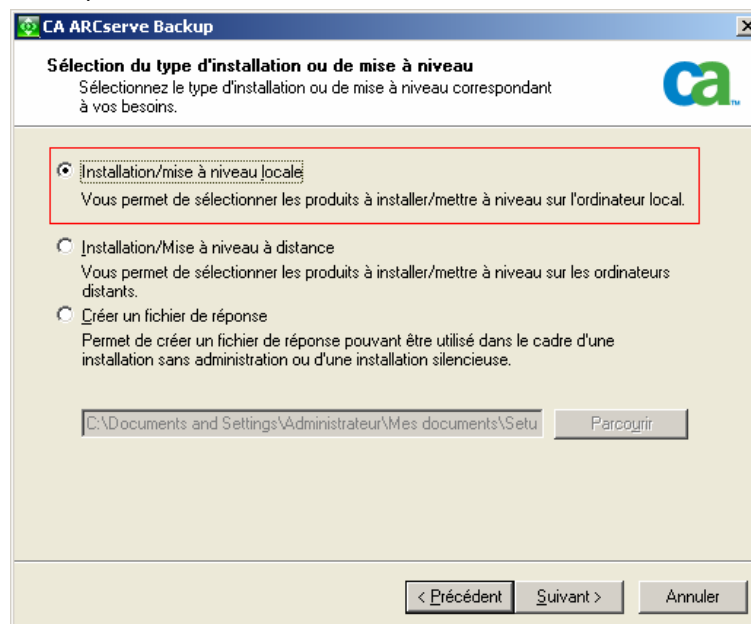 CA ARCserve Backup
Sélection du type d'installation ou de mise à niveau
Sélectionnez le type d'installation ou de mise à niveau correspondant
à vos besoins.
ca
TM
Installation/mise à niveau locale
Vous permet de sélectionner les produits à installer/mettre à niveau sur l'ordinateur local.
Installation/Mise à niveau à distance
Vous permet de sélectionner les produits à installer/mettre à niveau sur les ordinateurs
distants.
Créer un fichier de réponse
Permet de créer un fichier de réponse pouvant être utilisé dans le cadre d'une
installation sans administration ou d'une installation silencieuse.
C:\Documents and Settings\Administrateur\Mes documents\Setu
Parcourir
< Précédent
Suivant >
Annuler